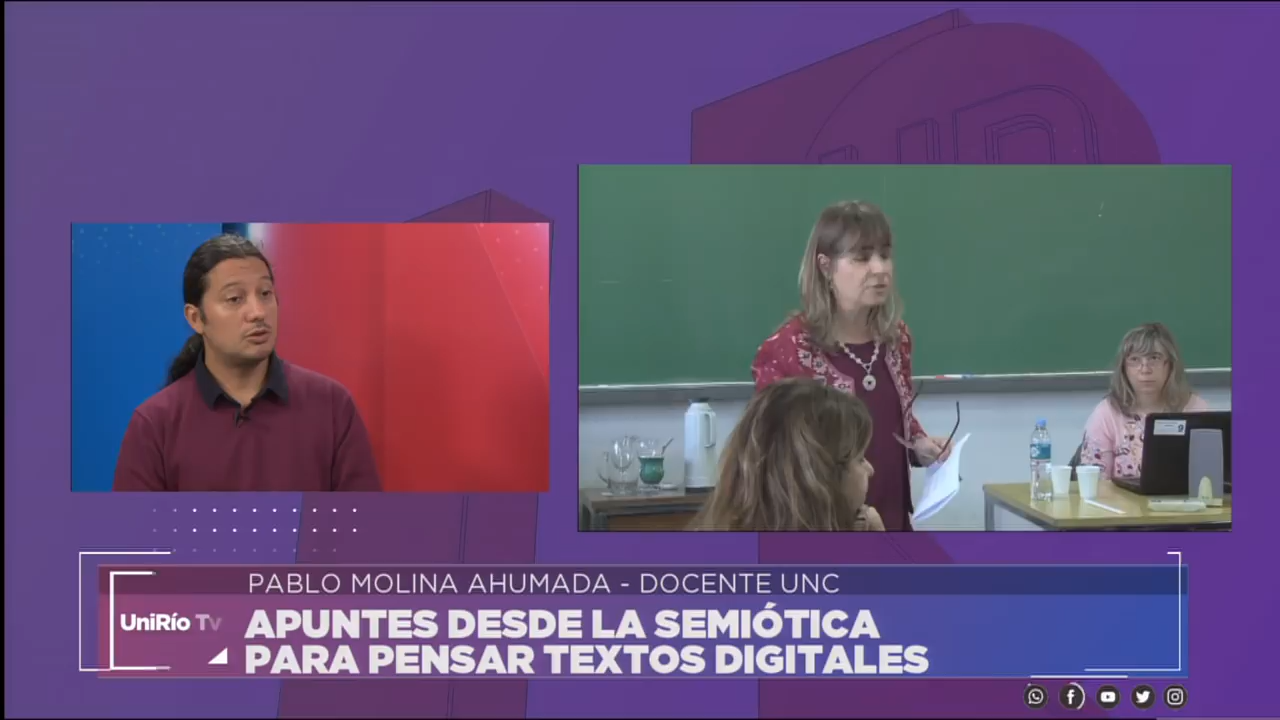 PABLO MOLINA AHUMADA - DOCENTE UNC
UniRío Tv
APUNTES DESDE LA SEMIÓTICA
PARA PENSAR TEXTOS DIGITALES